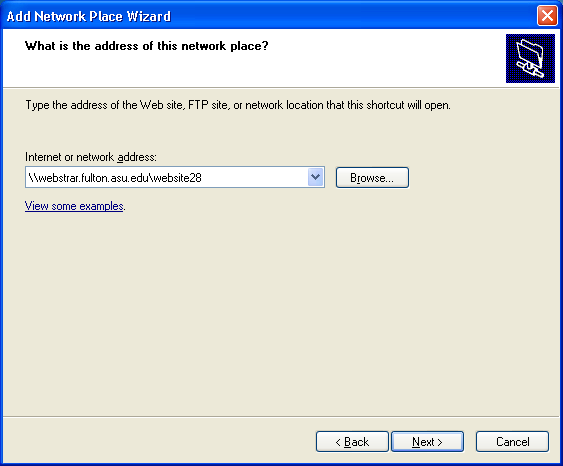 Add Network Place Wizard
What is the address of this network place?
Type the address of the Web site, FTP site, or network location that this shortcut will open.
Internet or network address:
\\webstrar.fulton.asu.edu\website28
Browse...
View some examples.
< Back
Next >
Cancel